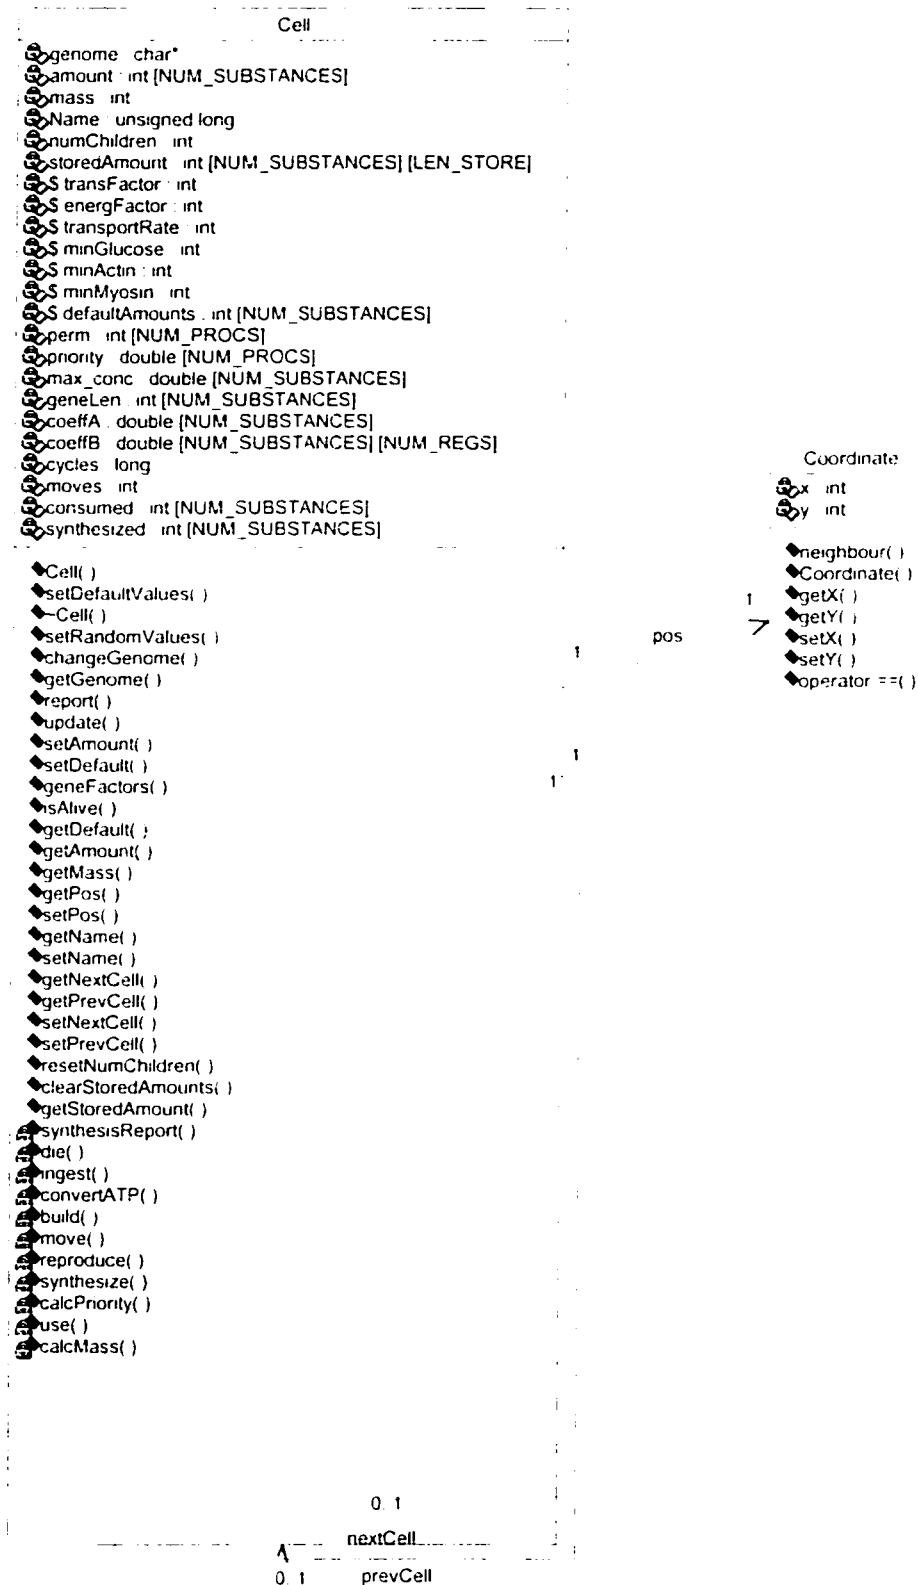 Cell
genome char*
amount : int [NUM_SUBSTANCES]
mass int
Name unsigned long
numChildren int
storedAmount int [NUM_SUBSTANCES] [LEN_STORE]
$ transFactor : int
$ energFactor : int
$ transportRate int
$ minGlucose int
$ minActin : int
$ minMyosin int
$ defaultAmounts : int [NUM_SUBSTANCES]
perm int [NUM_PROCS]
priority double [NUM_PROCS]
max_conc double [NUM_SUBSTANCES]
geneLen int [NUM_SUBSTANCES]
coeffA double [NUM_SUBSTANCES]
coeffB double [NUM_SUBSTANCES] [NUM_REGS]
cycles long
moves int
consumed int [NUM_SUBSTANCES]
synthesized int [NUM_SUBSTANCES]
Cell( )
setDefaultValues( )
~Cell( )
setRandomValues( )
changeGenome( )
getGenome( )
report( )
update( )
setAmount( )
setDefault( )
geneFactors( )
isAlive( )
getDefault( )
getAmount( )
getMass( )
getPos( )
setPos( )
getName( )
setName( )
getNextCell( )
getPrevCell( )
setNextCell( )
setPrevCell( )
resetNumChildren( )
clearStoredAmounts( )
getStoredAmount( )
synthesisReport( )
die( )
ingest( )
convertATP( )
build( )
move( )
reproduce( )
synthesize( )
calcPriority( )
use( )
calcMass( )
1
pos
1
1
1
Coordinate
x int
y int
neighbour( )
Coordinate( )
getX( )
getY( )
setX( )
setY( )
operator ==( )
0. 1
nextCell
0. 1
prevCell